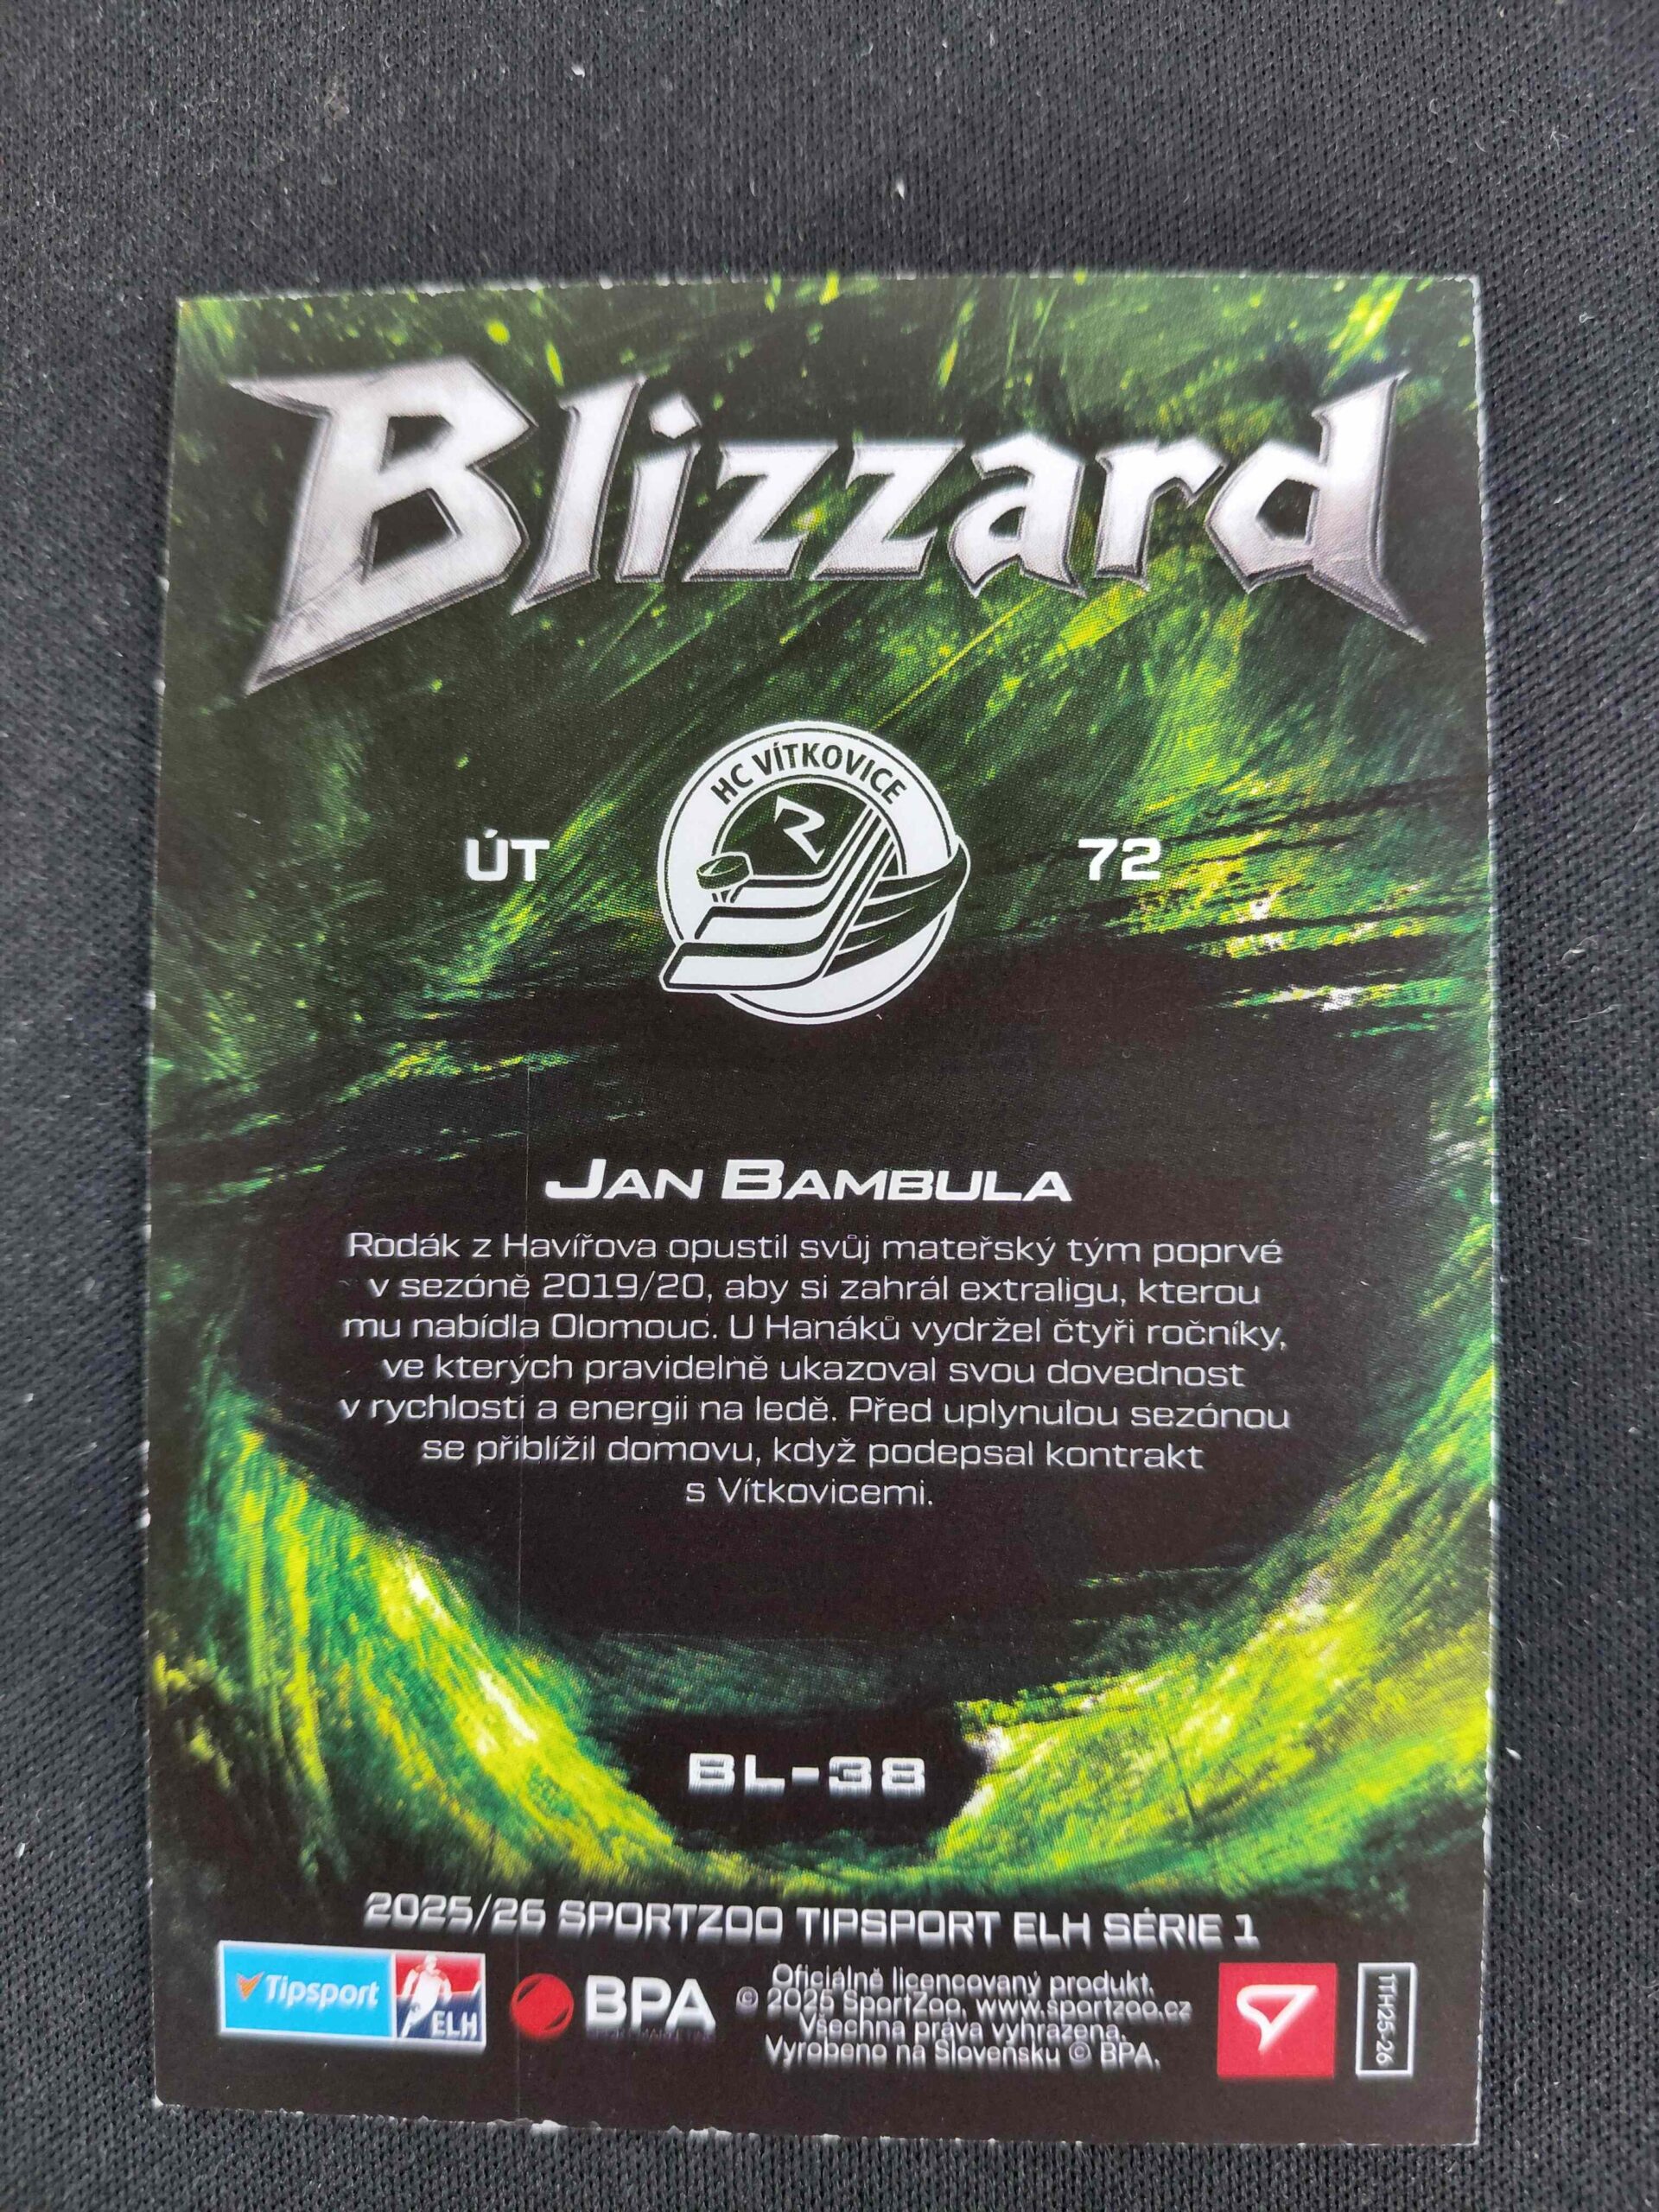 Blizzard
HC VÍTKOVICE
ÚT
72
JAN BAMBULA
Rodák z Havířova opustil svůj mateřský tým poprvé
v sezóně 2019/20, aby si zahrál extraligu, kterou
mu nabídla Olomouc. U Hanáků vydržel čtyři ročníky,
ve kterých pravidelně ukazoval svou dovednost
v rychlosti a energii na ledě. Před uplynulou sezónou
se přiblížil domovu, když podepsal kontrakt
s Vítkovicemi.
BL-38
2025/26 SPORTZOO TIPSPORT ELH SÉRIE 1
Tipsport
ELH
BPA
Oficiálně licencovaný produkt.
© 2025 SportZoo, www.sportzoo.cz
Všechna práva vyhrazena.
Vyrobeno na Slovensku © BPA.
TH25-26